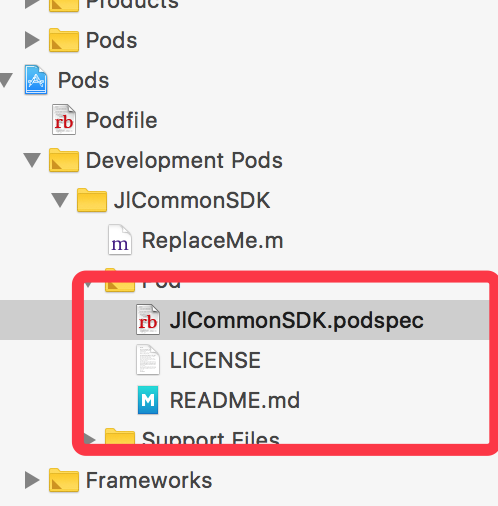 Products
Pods
Pods
rb Podfile
Development Pods
JlCommonSDK
m ReplaceMe.m
Pod
rb JlCommonSDK.podspec
LICENSE
M README.md
Support Files
Frameworks